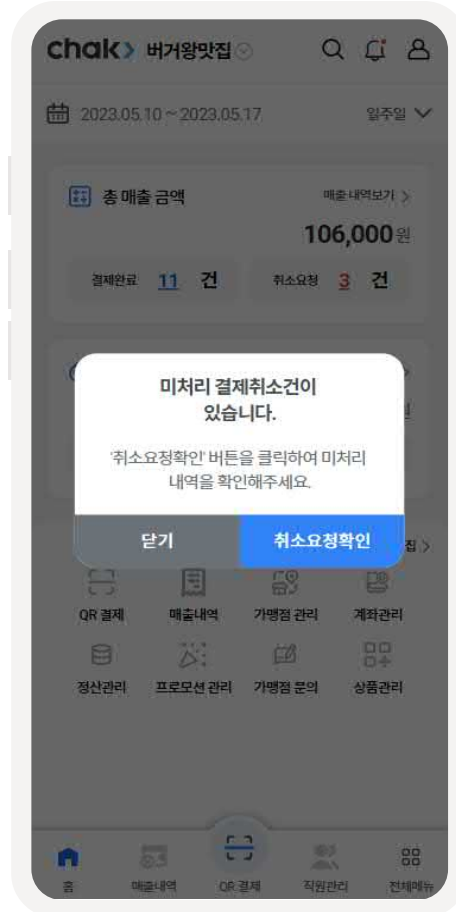 chak> 버거왕맛집
2023.05.10 ~ 2023.05.17 일주일
총 매출 금액 매출내역보기 >
106,000 원
결제완료 11 건 취소요청 3 건
미처리 결제취소건이
있습니다.
'취소요청확인' 버튼을 클릭하여 미처리
내역을 확인해주세요.
닫기 취소요청확인
집 >
QR 결제 매출내역 가맹점 관리 계좌관리
정산관리 프로모션 관리 가맹점 문의 상품관리
홈 매출내역 QR 결제 직원관리 전체메뉴